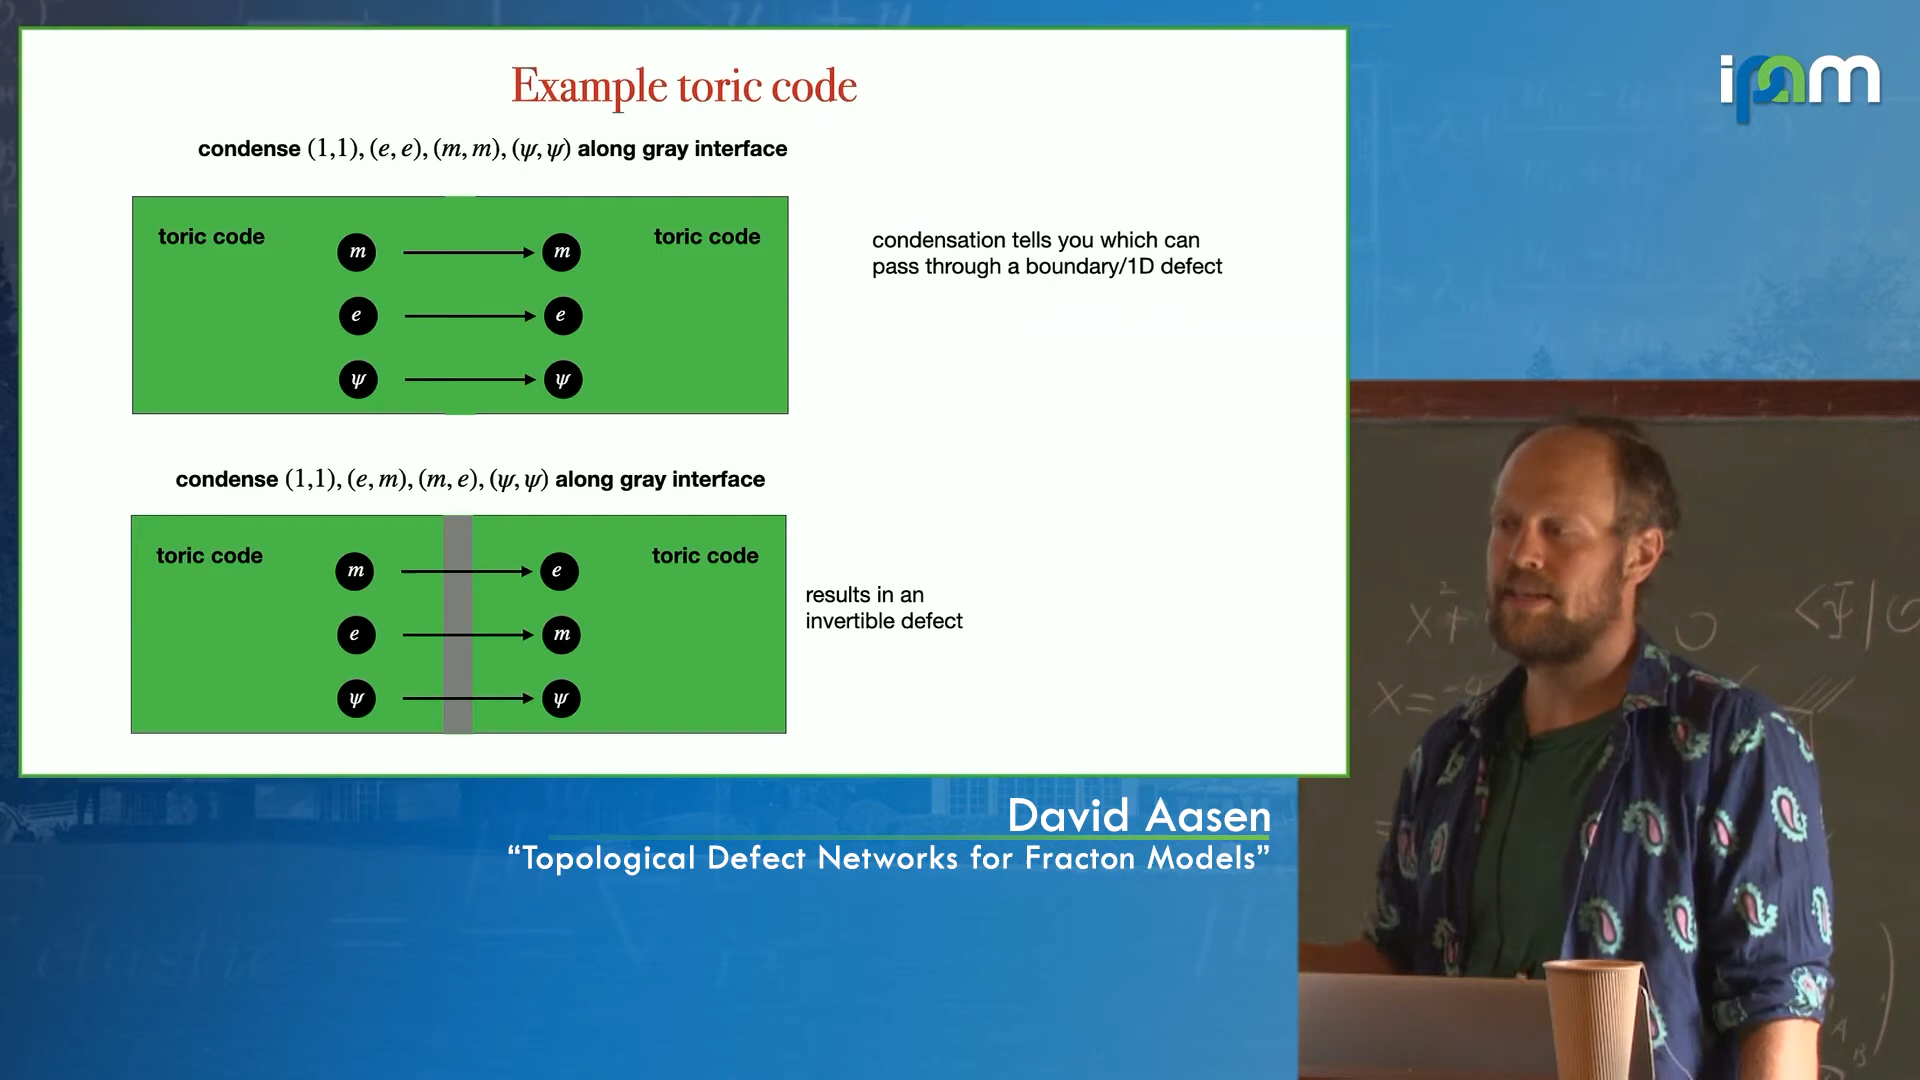 ipam
Example toric code
condense (1,1), (e, e), (m, m), (ψ, ψ) along gray interface
toric code
toric code
m
m
e
e
ψ
ψ
condensation tells you which can
pass through a boundary/1D defect
condense (1,1), (e, m), (m, e), (ψ, ψ) along gray interface
toric code
toric code
m
e
e
m
ψ
ψ
results in an
invertible defect
David Aasen
“Topological Defect Networks for Fracton Models”